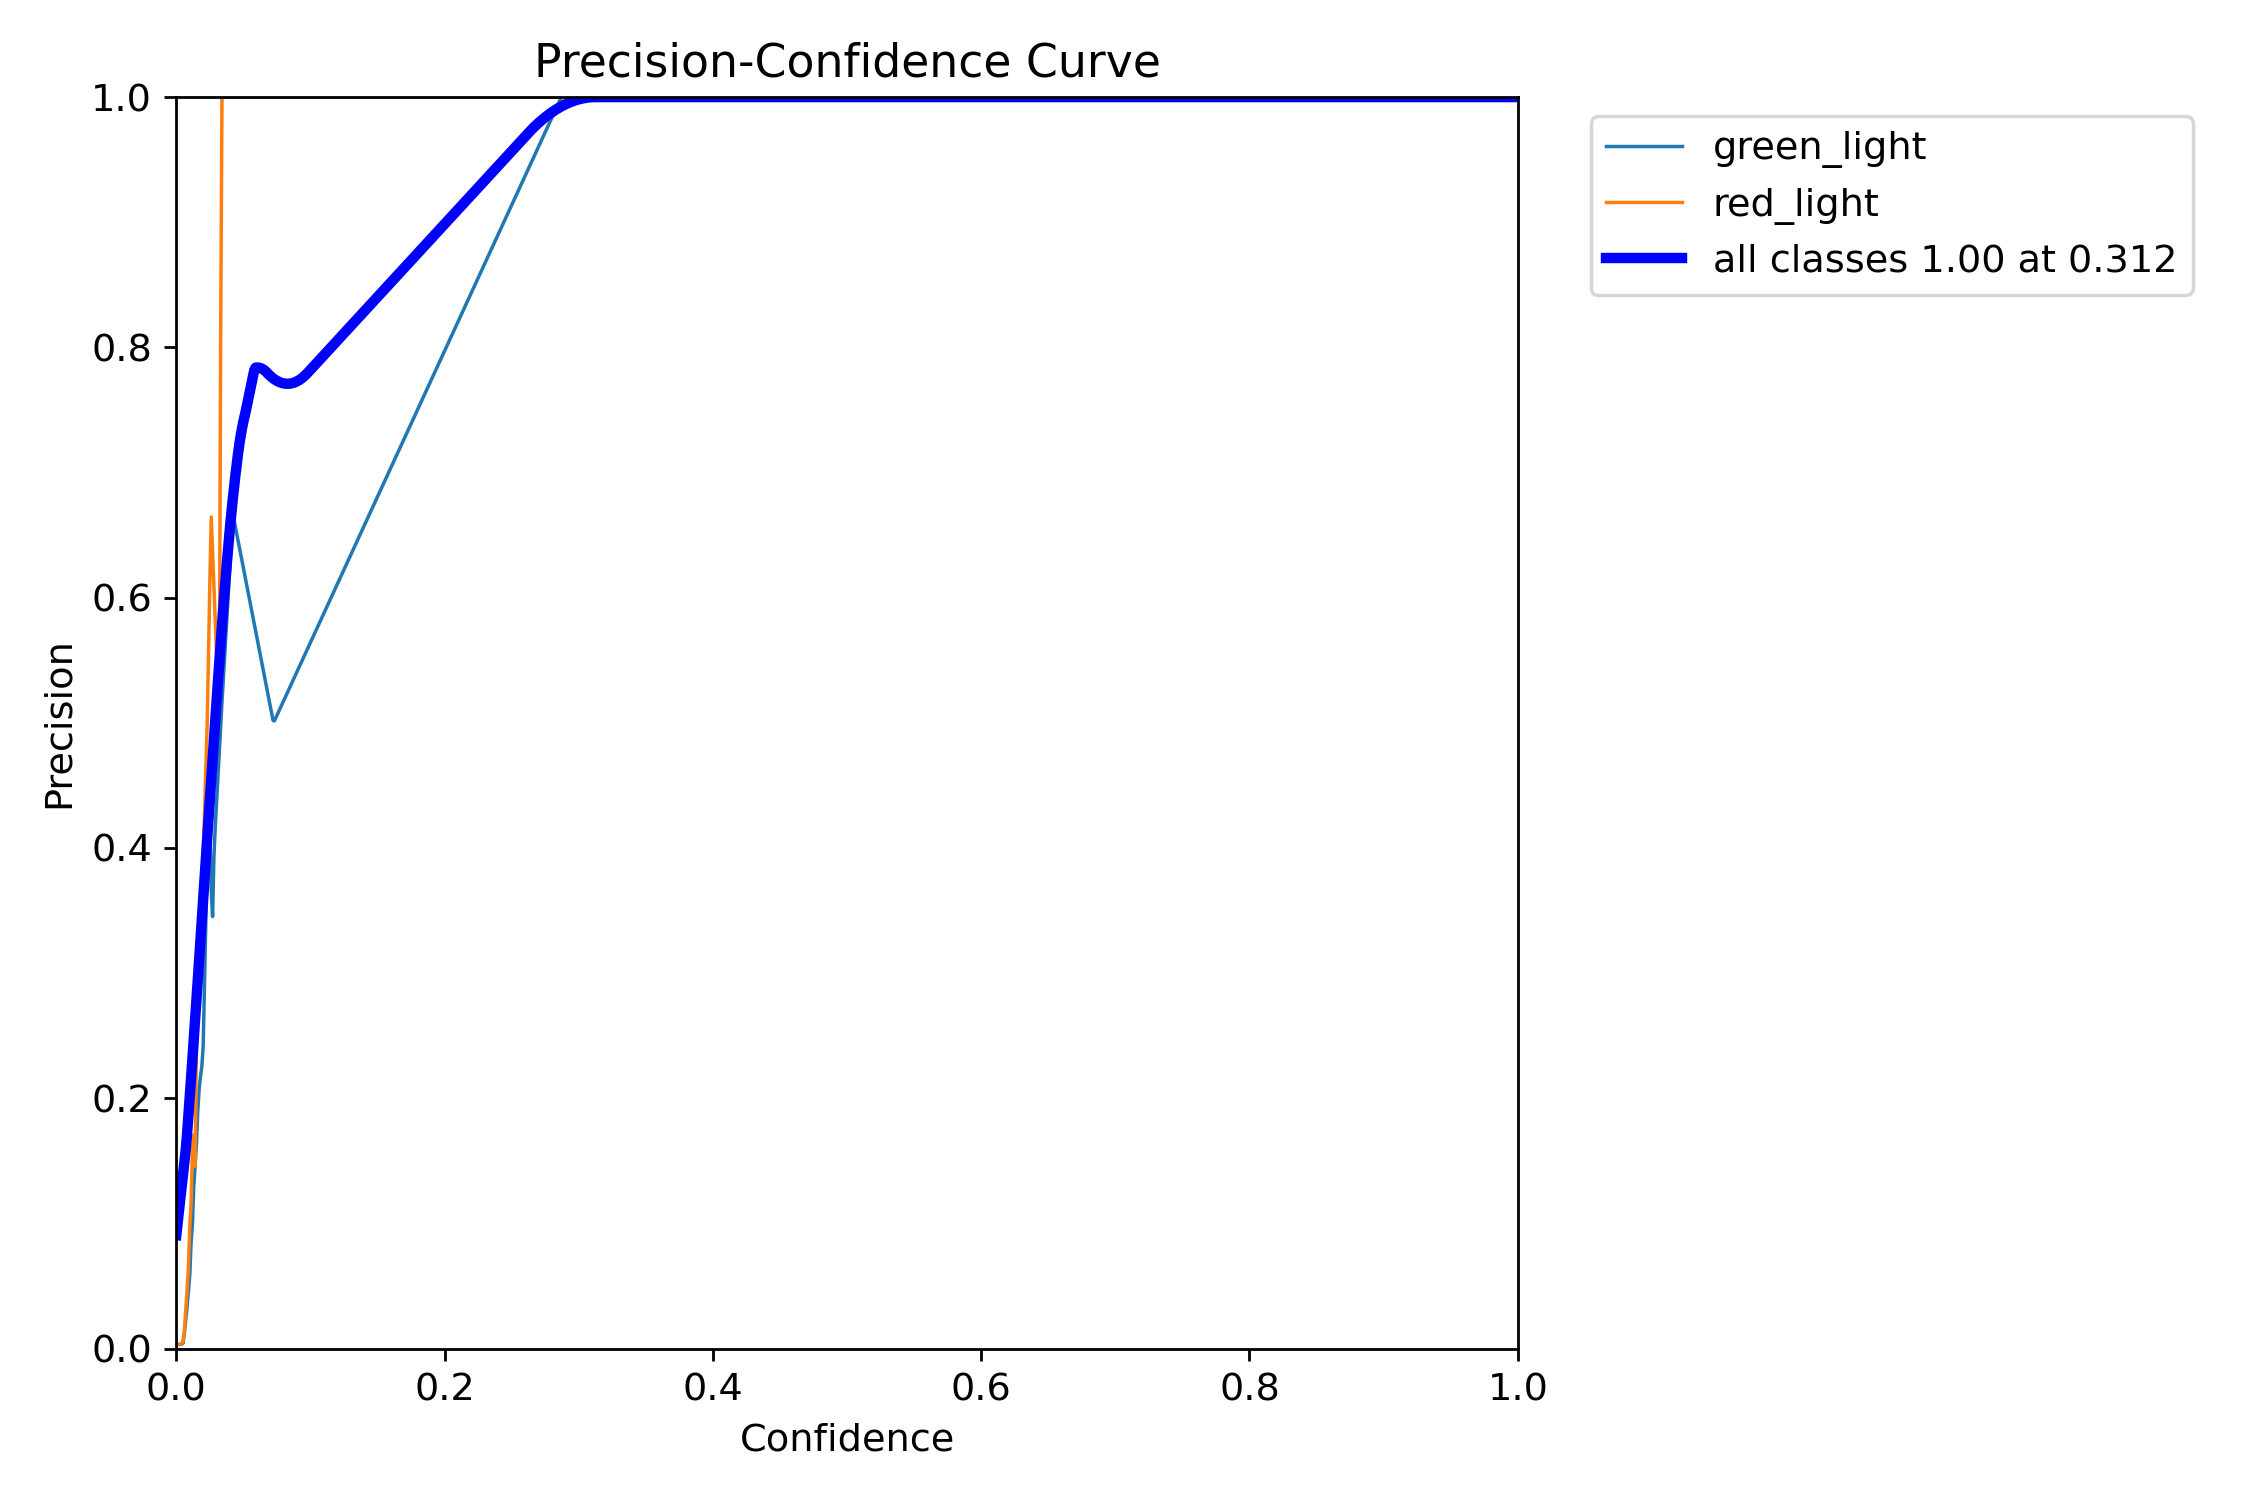 Precision-Confidence Curve
1.0
0.8
0.6
0.4
0.2
0.0
Precision
0.0 0.2 0.4 0.6 0.8 1.0
Confidence
green_light
red_light
all classes 1.00 at 0.312